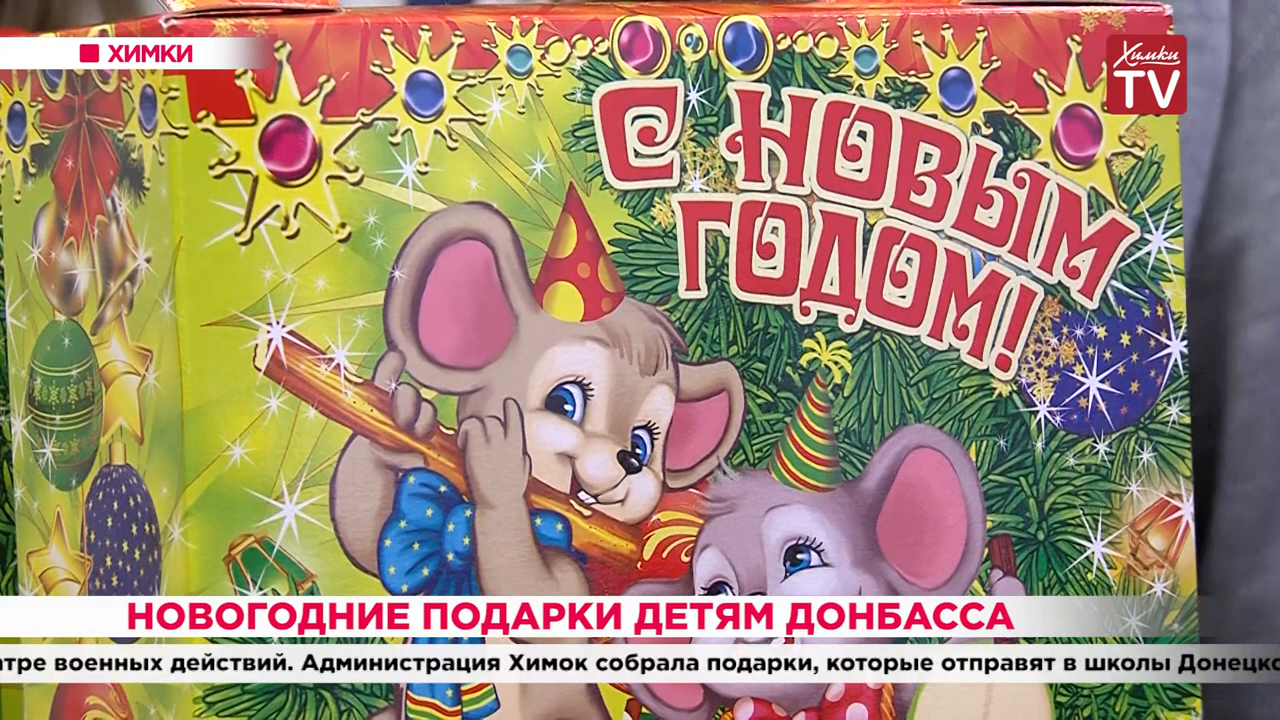 ХИМКИ
Химки
TV
С НОВЫМ
ГОДОМ!
НОВОГОДНИЕ ПОДАРКИ ДЕТЯМ ДОНБАССА
военных действий. Администрация Химок собрала подарки, которые отправят в школы